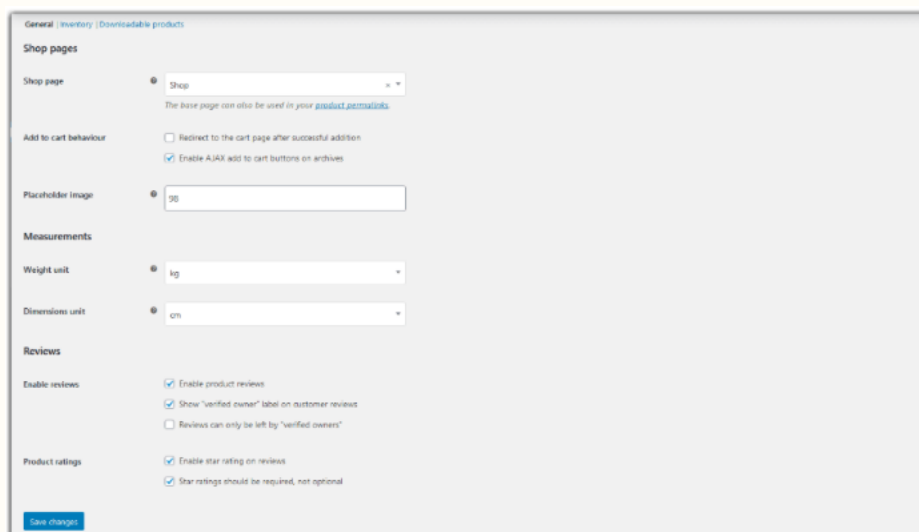 General | Inventory | Downloadable products
Shop pages
Shop page
Shop
The base page can also be used in your product permalinks.
Add to cart behaviour
Redirect to the cart page after successful addition
Enable AJAX add to cart buttons on archives
Placeholder image
98
Measurements
Weight unit
kg
Dimensions unit
cm
Reviews
Enable reviews
Enable product reviews
Show "verified owner" label on customer reviews
Reviews can only be left by "verified owners"
Product ratings
Enable star rating on reviews
Star ratings should be required, not optional
Save changes